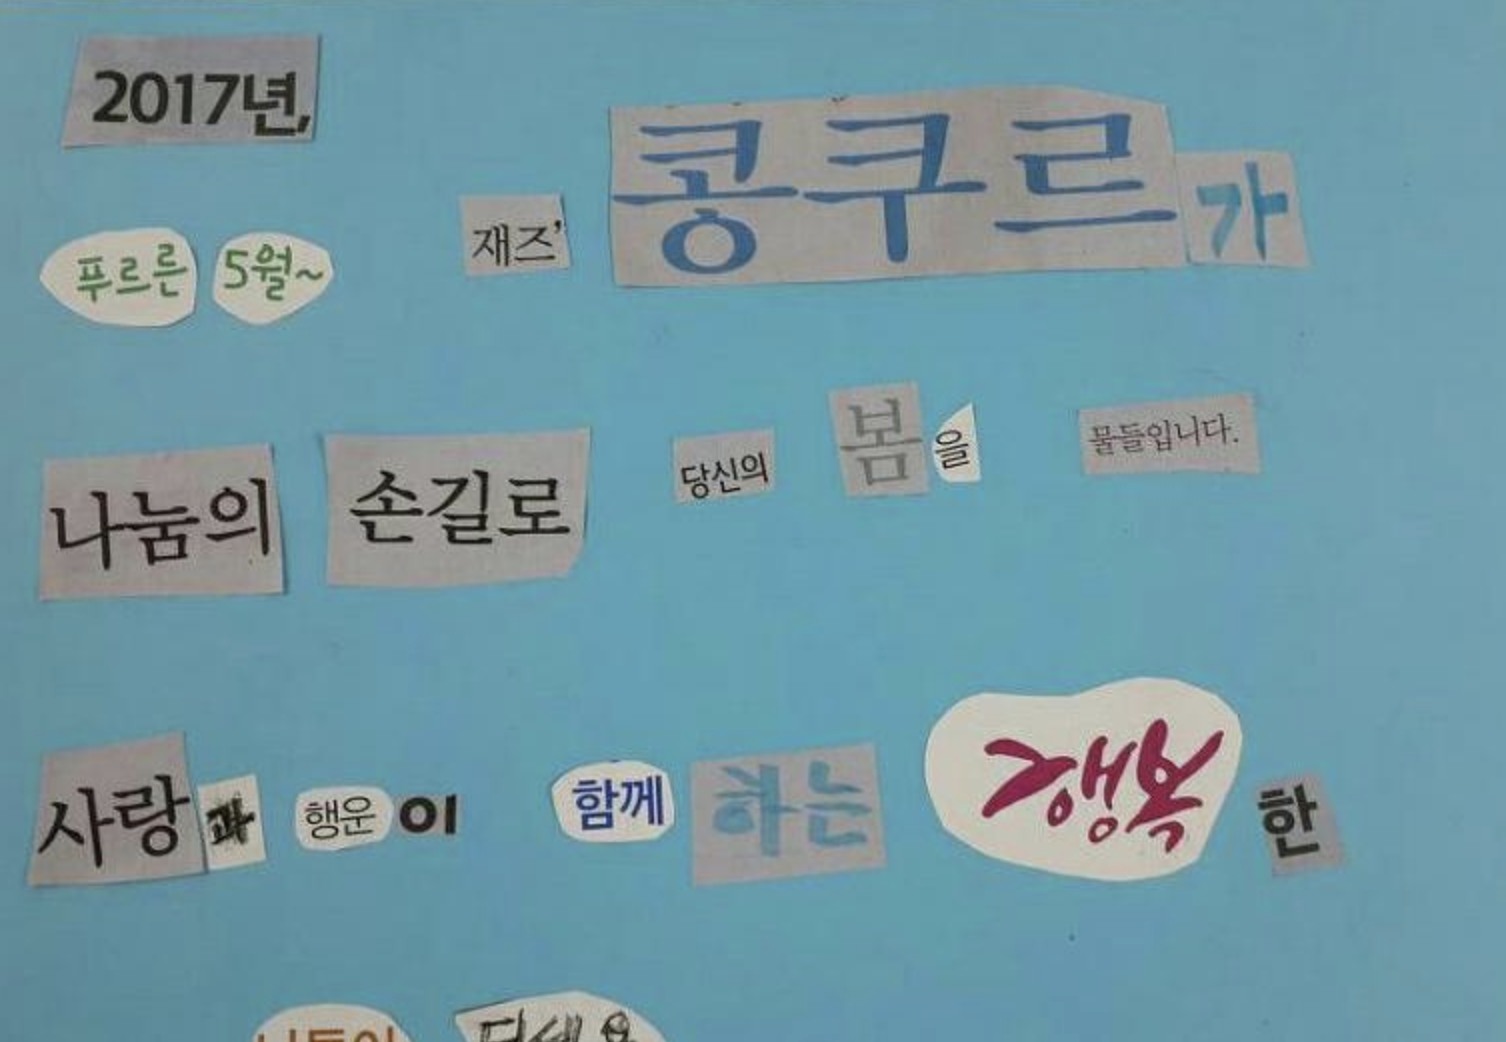 2017년,
푸르른 5월~ 재즈' 콩쿠르가
나눔의 손길로 당신의 봄을 물들입니다.
사랑과 행운이 함께하는 행복한